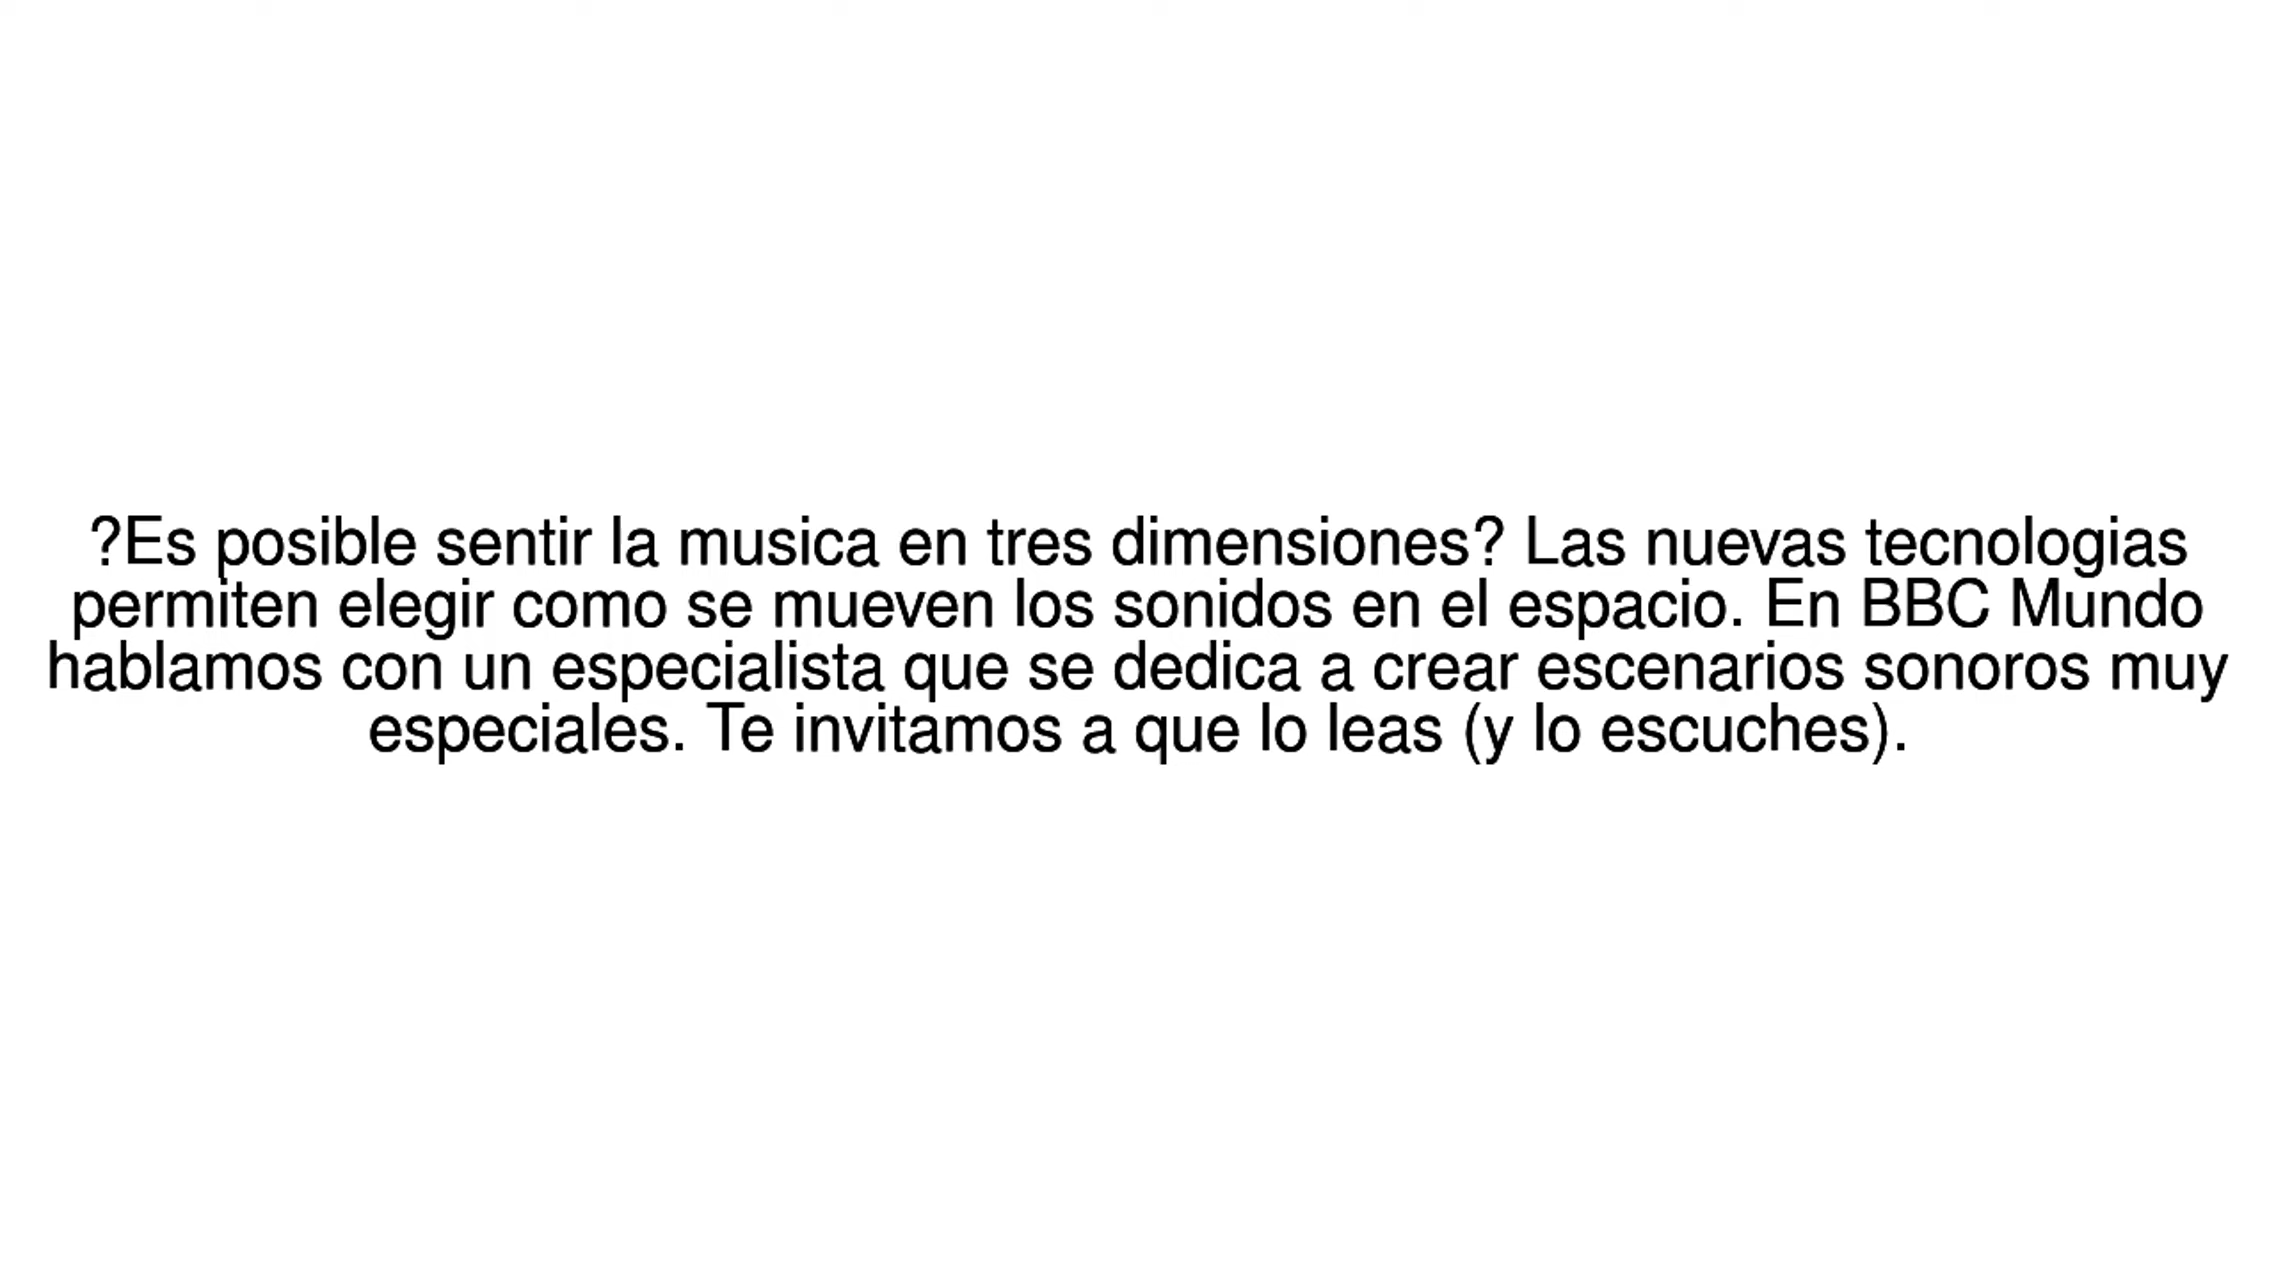 ?Es posible sentir la musica en tres dimensiones? Las nuevas tecnologias
permiten elegir como se mueven los sonidos en el espacio. En BBC Mundo
hablamos con un especialista que se dedica a crear escenarios sonoros muy
especiales. Te invitamos a que lo leas (y lo escuches).